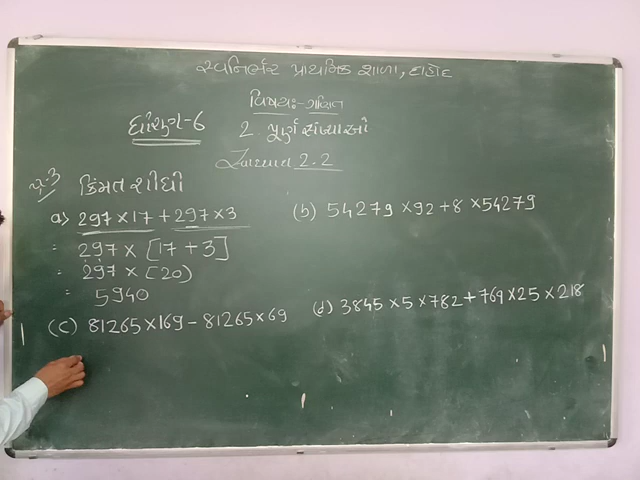 સ્વનિર્ભર પ્રાથમિક શાળા, દાહોદ
વિષય:- ગણિત
ધોરણ-6
2. પૂર્ણ સંખ્યાઓ
સ્વાધ્યાય 2.2
પ્ર.3 કિંમત શોધો
a) 297 × 17 + 297 × 3
= 297 × [17 + 3]
= 297 × [20)
= 5940
(b) 54279 × 92 + 8 × 54279
(c) 81265 × 169 - 81265 × 69
(d) 3845 × 5 × 782 + 769 × 25 × 218